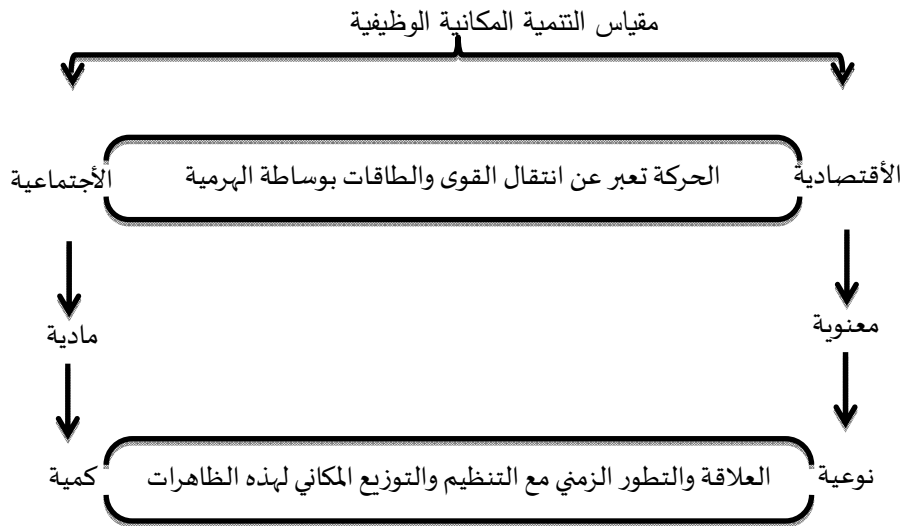 مقياس التنمية المكانية الوظيفية
الأقتصادية
الحركة تعبر عن انتقال القوى والطاقات بوساطة الهرمية
الأجتماعية
معنوية
مادية
نوعية
العلاقة والتطور الزمني مع التنظيم والتوزيع المكاني لهذه الظاهرات
كمية